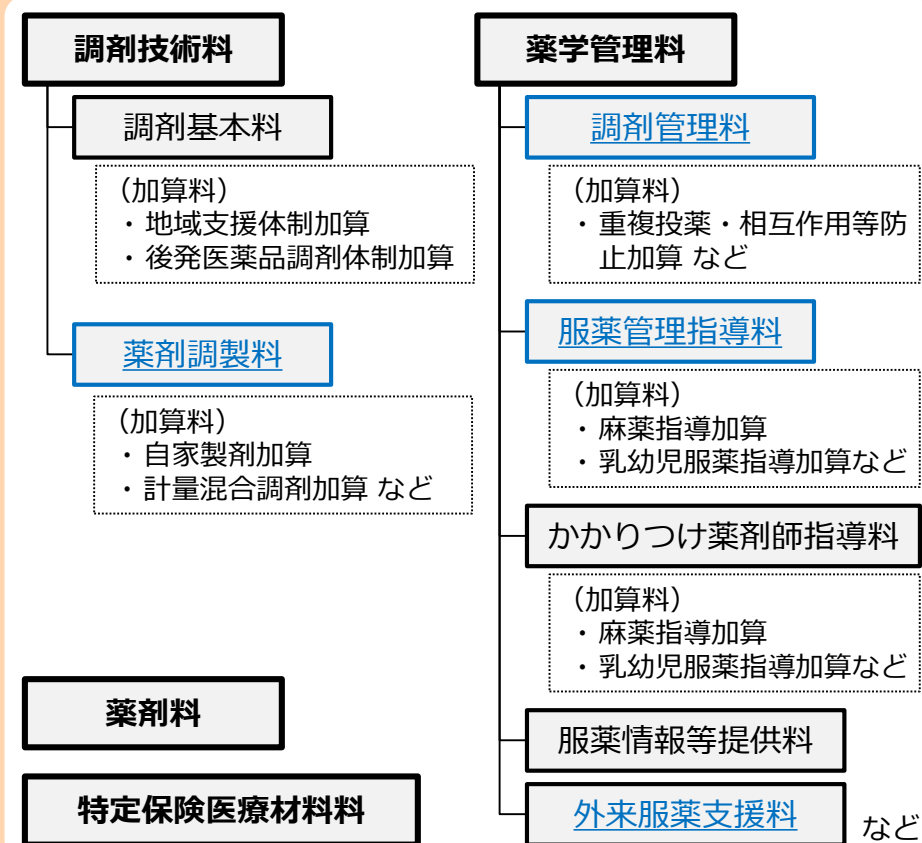 調剤技術料
調剤基本料
（加算料）
・地域支援体制加算
・後発医薬品調剤体制加算
薬剤調製料
（加算料）
・自家製剤加算
・計量混合調剤加算 など
薬剤料
特定保険医療材料料
薬学管理料
調剤管理料
（加算料）
・重複投薬・相互作用等防
止加算 など
服薬管理指導料
（加算料）
・麻薬指導加算
・乳幼児服薬指導加算など
かかりつけ薬剤師指導料
（加算料）
・麻薬指導加算
・乳幼児服薬指導加算など
服薬情報等提供料
外来服薬支援料
など